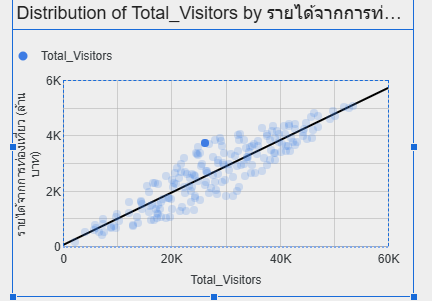 Distribution of Total_Visitors by รายได้จากการท่...
Total_Visitors
รายได้จากการท่องเที่ยว (ล้าน
บาท)
6K
4K
2K
0
0 20K 40K 60K
Total_Visitors